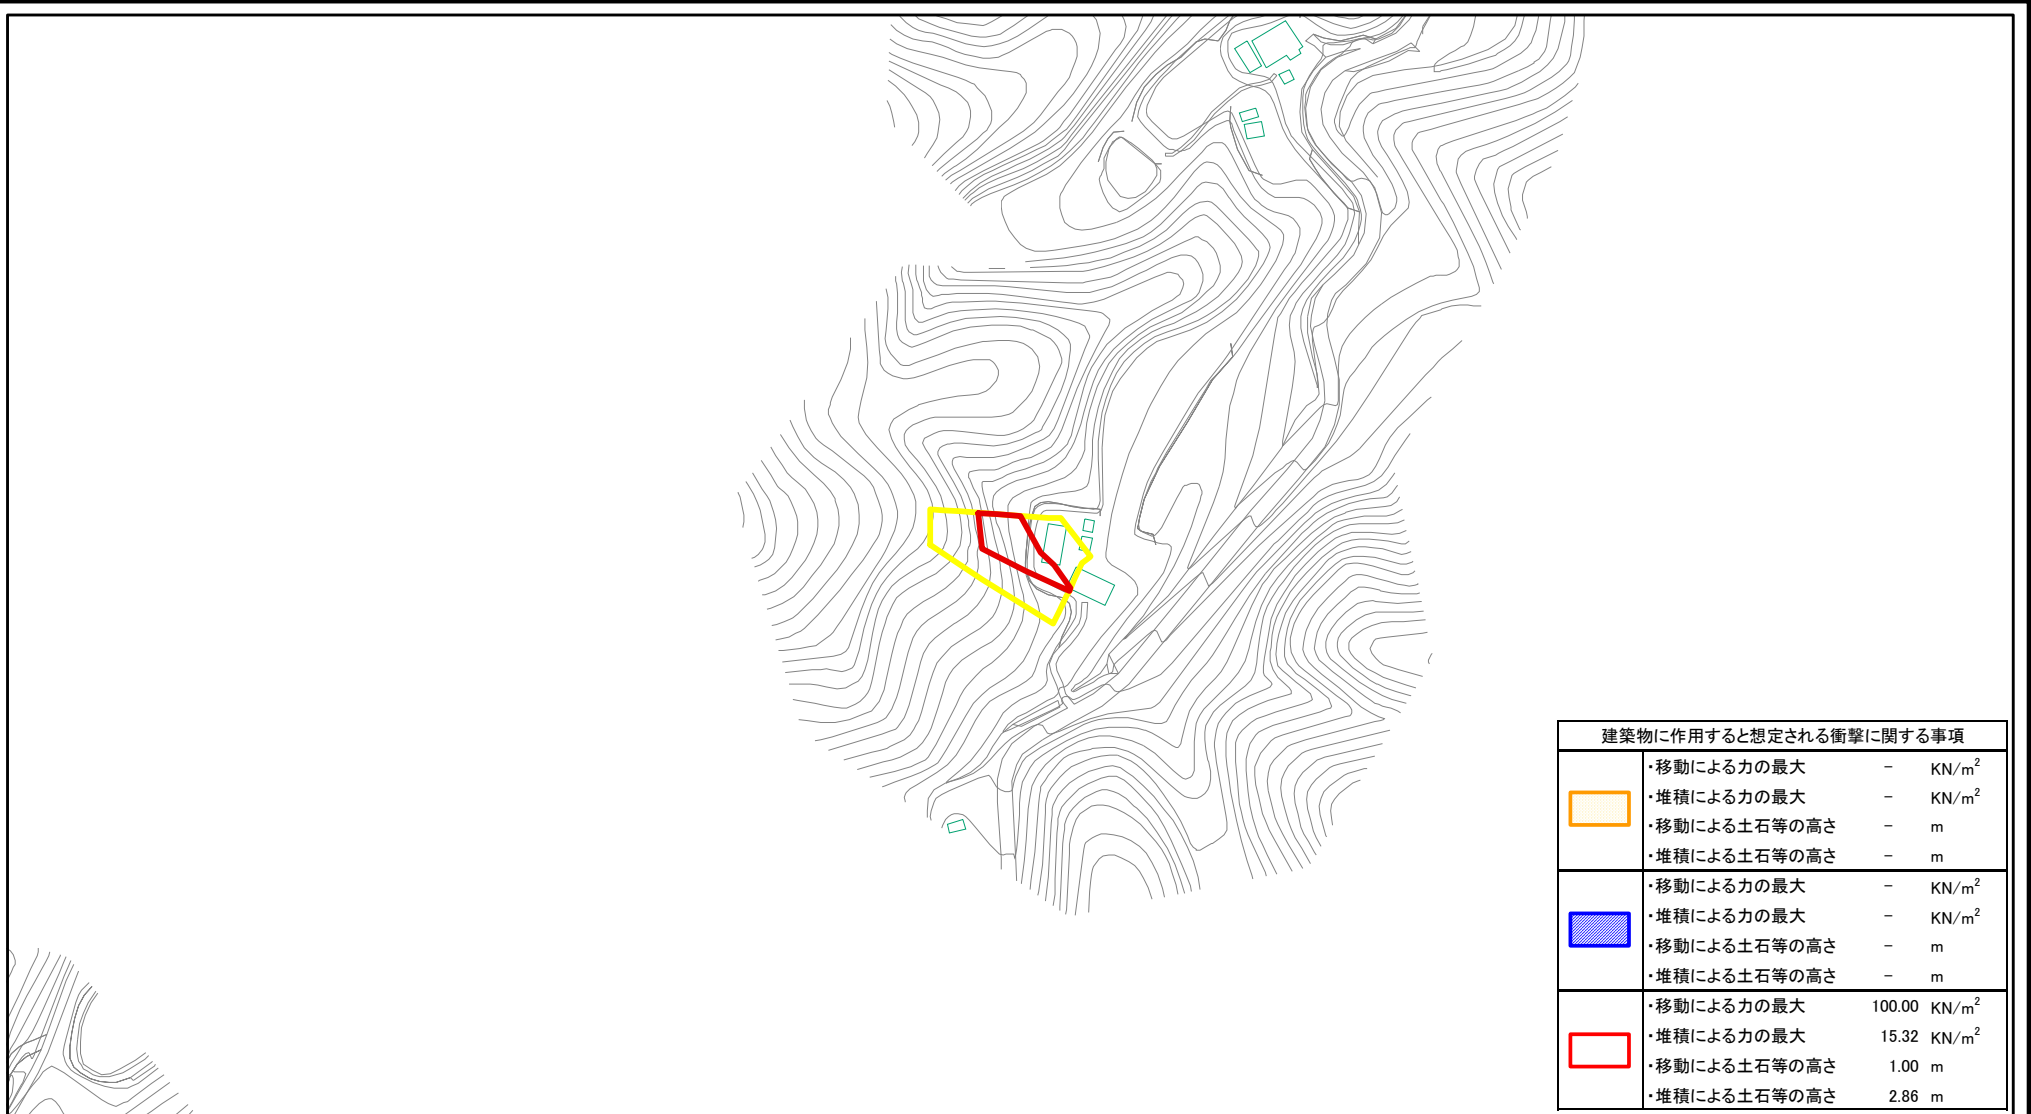 建築物に作用すると想定される衝撃に関する事項
・移動による力の最大 － KN/m²
・堆積による力の最大 － KN/m²
・移動による土石等の高さ － m
・堆積による土石等の高さ － m
・移動による力の最大 － KN/m²
・堆積による力の最大 － KN/m²
・移動による土石等の高さ － m
・堆積による土石等の高さ － m
・移動による力の最大 100.00 KN/m²
・堆積による力の最大 15.32 KN/m²
・移動による土石等の高さ 1.00 m
・堆積による土石等の高さ 2.86 m